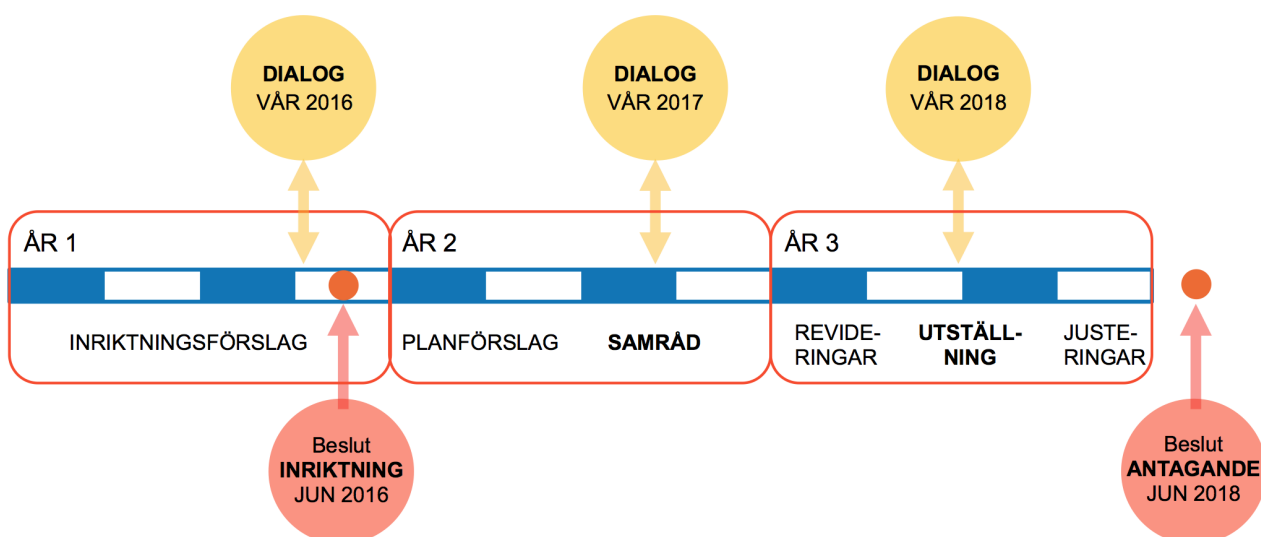 DIALOG
VÅR 2016
DIALOG
VÅR 2017
DIALOG
VÅR 2018
ÅR 1
ÅR 2
ÅR 3
INRIKTNINGSFÖRSLAG
PLANFÖRSLAG
SAMRÅD
REVIDE-
RINGAR
UTSTÄLL-
NING
JUSTE-
RINGAR
Beslut
INRIKTNING
JUN 2016
Beslut
ANTAGANDE
JUN 2018